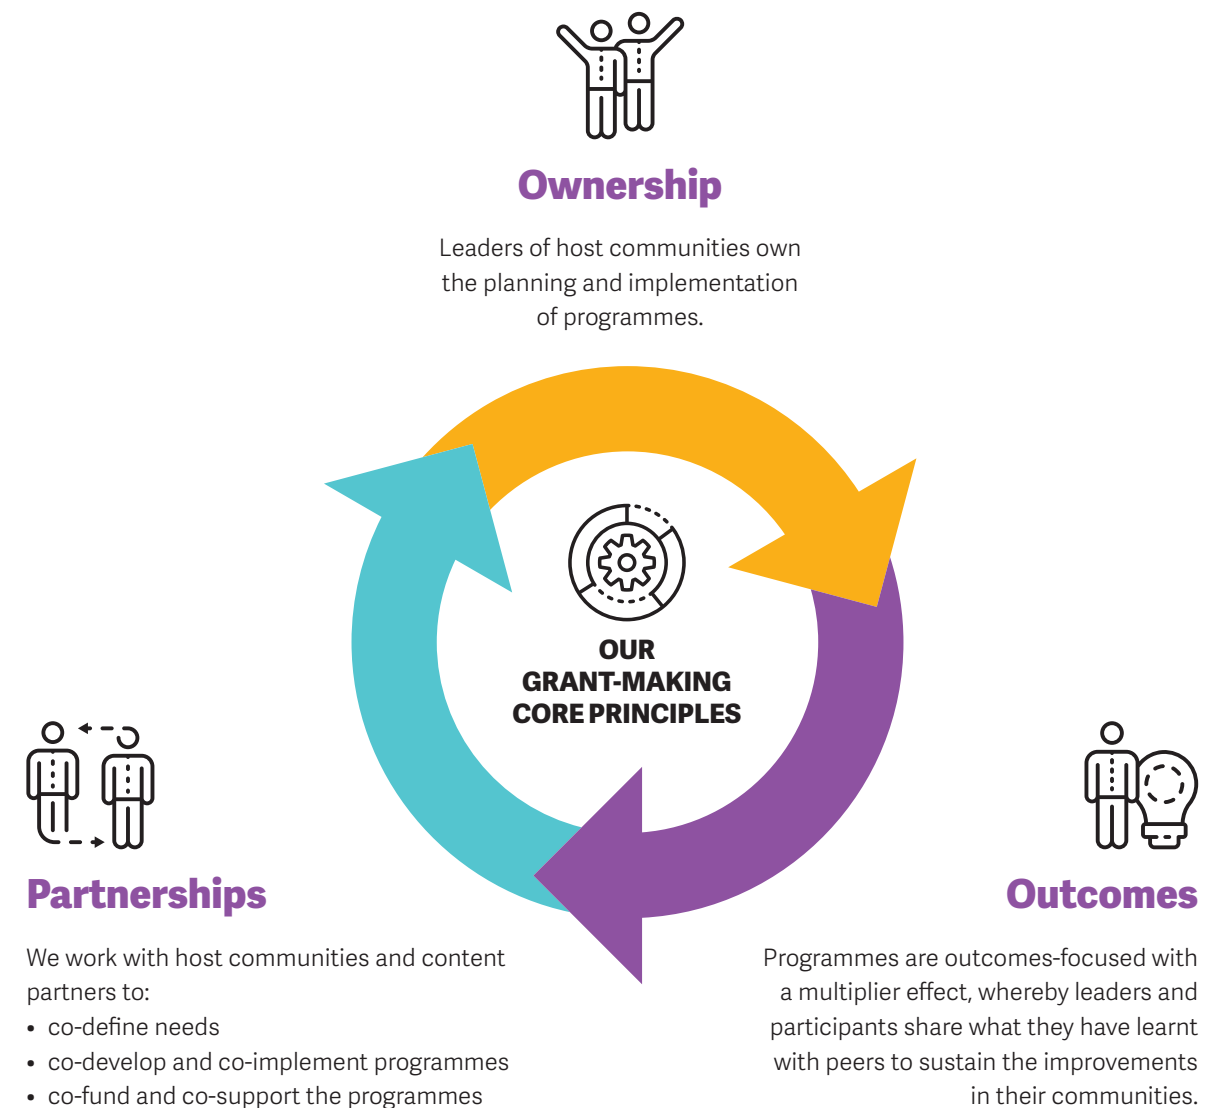 Ownership
Leaders of host communities own
the planning and implementation
of programmes.
OUR
GRANT-MAKING
CORE PRINCIPLES
Partnerships
We work with host communities and content
partners to:
• co-define needs
• co-develop and co-implement programmes
• co-fund and co-support the programmes
Outcomes
Programmes are outcomes-focused with
a multiplier effect, whereby leaders and
participants share what they have learnt
with peers to sustain the improvements
in their communities.